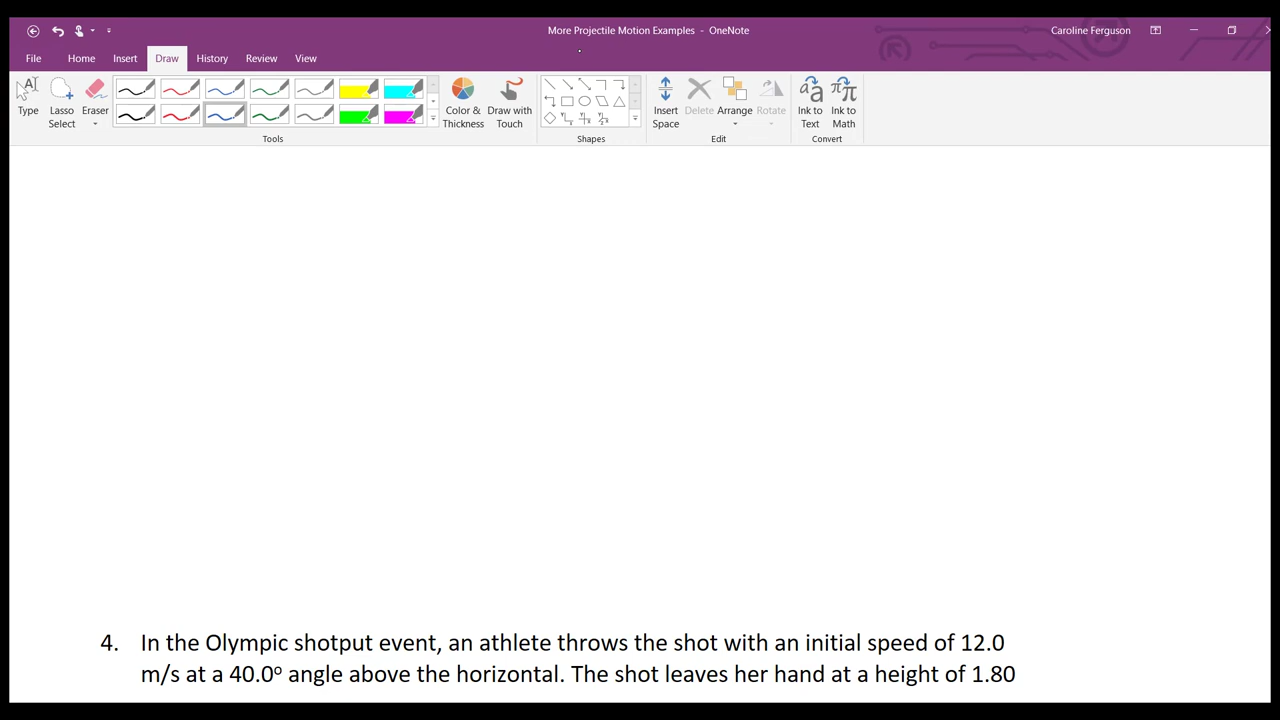 More Projectile Motion Examples - OneNote
Caroline Ferguson
File Home Insert Draw History Review View
Type
Lasso Select
Eraser
Color & Thickness
Draw with Touch
Insert Space
Delete
Arrange
Rotate
Ink to Text
Ink to Math
Tools
Shapes
Edit
Convert
4. In the Olympic shotput event, an athlete throws the shot with an initial speed of 12.0
m/s at a 40.0º angle above the horizontal. The shot leaves her hand at a height of 1.80